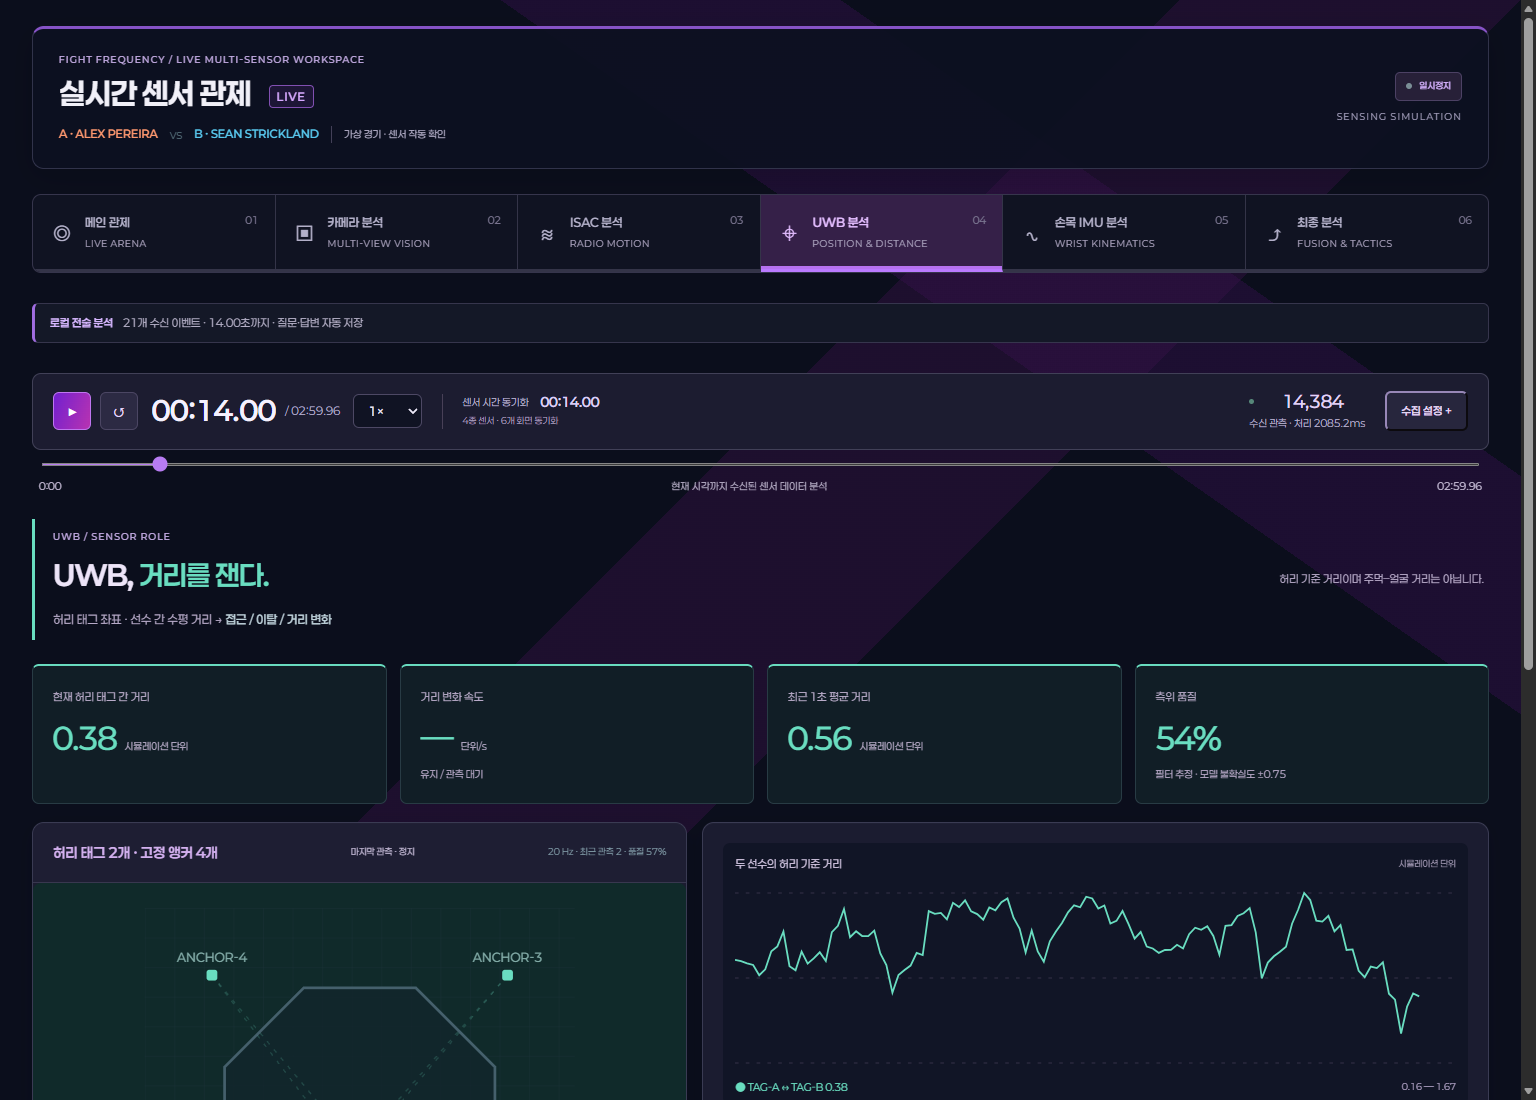 FIGHT FREQUENCY / LIVE MULTI-SENSOR WORKSPACE
실시간 센서 관제 LIVE
A · ALEX PEREIRA VS B · SEAN STRICKLAND 가상 경기 · 센서 작동 확인
일시정지
SENSING SIMULATION
메인 관제 01
LIVE ARENA
카메라 분석 02
MULTI-VIEW VISION
ISAC 분석 03
RADIO MOTION
UWB 분석 04
POSITION & DISTANCE
손목 IMU 분석 05
WRIST KINEMATICS
최종 분석 06
FUSION & TACTICS
로컬 전술 분석 21개 수신 이벤트 · 14.00초까지 · 질문·답변 자동 저장
00:14.00 / 02:59.96 1×
센서 시간 동기화 00:14.00
4종 센서 · 6개 화면 동기화
14,384
수신 관측 · 처리 2085.2ms
수집 설정 +
0:00 현재 시각까지 수신된 센서 데이터 분석 02:59.96
UWB / SENSOR ROLE
UWB, 거리를 잰다.
허리 태그 좌표 · 선수 간 수평 거리 → 접근 / 이탈 / 거리 변화
허리 기준 거리이며 주먹–얼굴 거리는 아닙니다.
현재 허리 태그 간 거리
0.38 시뮬레이션 단위
거리 변화 속도
— 단위/s
유지 / 관측 대기
최근 1초 평균 거리
0.56 시뮬레이션 단위
측위 품질
54%
필터 추정 · 모델 불확실도 ±0.75
허리 태그 2개 · 고정 앵커 4개 마지막 관측 · 정지 20 Hz · 최근 관측 2 · 품질 57%
ANCHOR-4 ANCHOR-3
두 선수의 허리 기준 거리 시뮬레이션 단위
TAG-A ↔ TAG-B 0.38 0.16 — 1.67